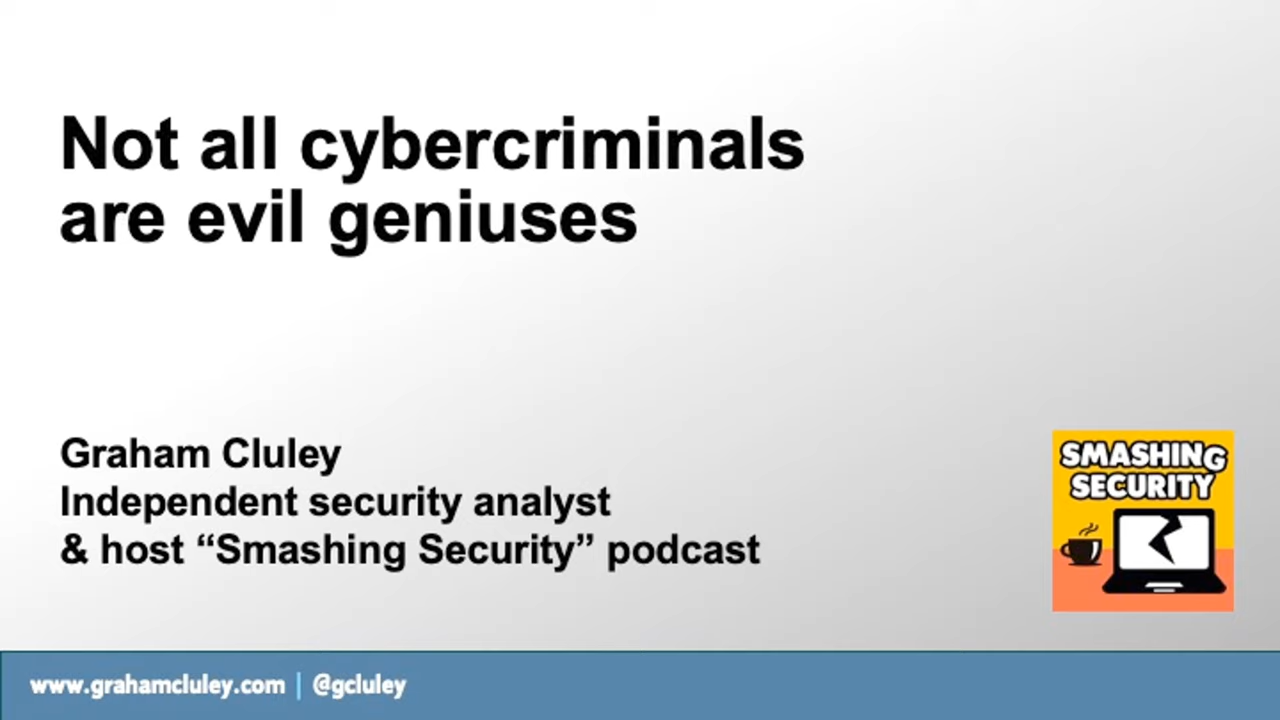 Not all cybercriminals
are evil geniuses
Graham Cluley
Independent security analyst
& host “Smashing Security” podcast
SMASHING
SECURITY
www.grahamcluley.com | @gcluley